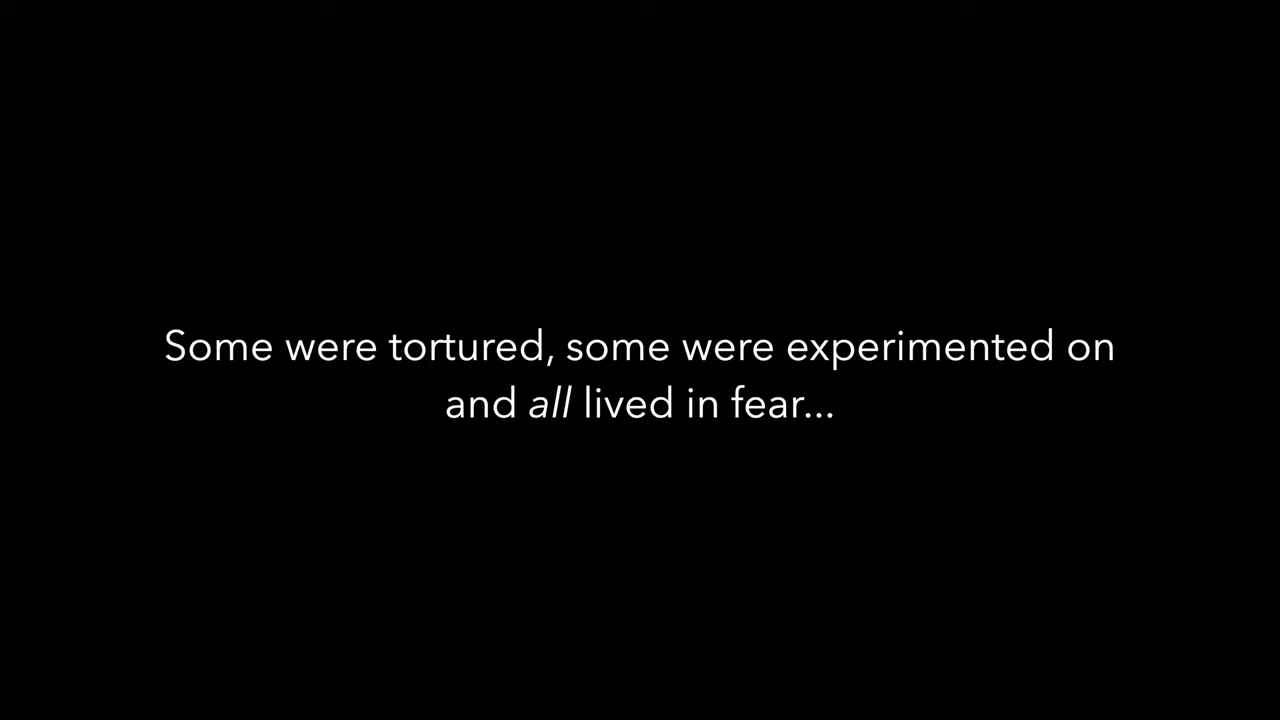 Some were tortured, some were experimented on
and all lived in fear...